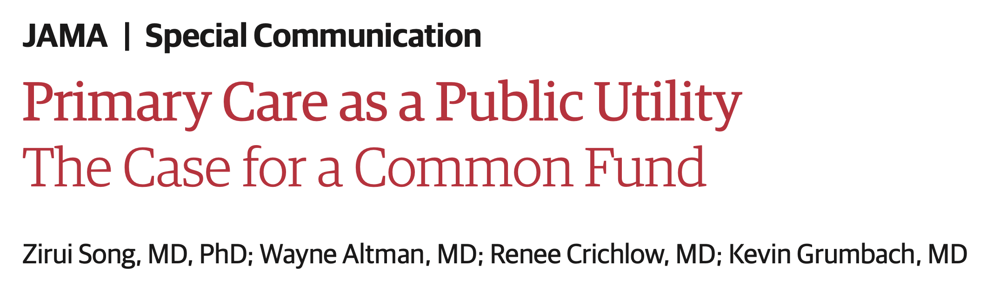 JAMA | Special Communication
Primary Care as a Public Utility
The Case for a Common Fund
Zirui Song, MD, PhD; Wayne Altman, MD; Renee Crichlow, MD; Kevin Grumbach, MD